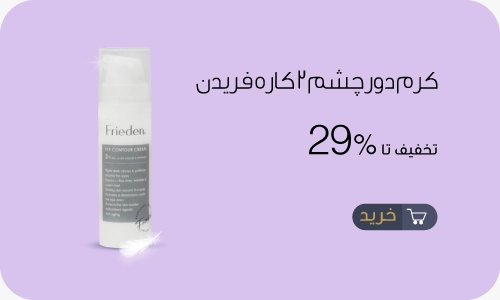 کرم دور چشم ۲ کاره فریدن
تخفیف تا 29%
خرید
Frieden.
EYE CONTOUR CREAM